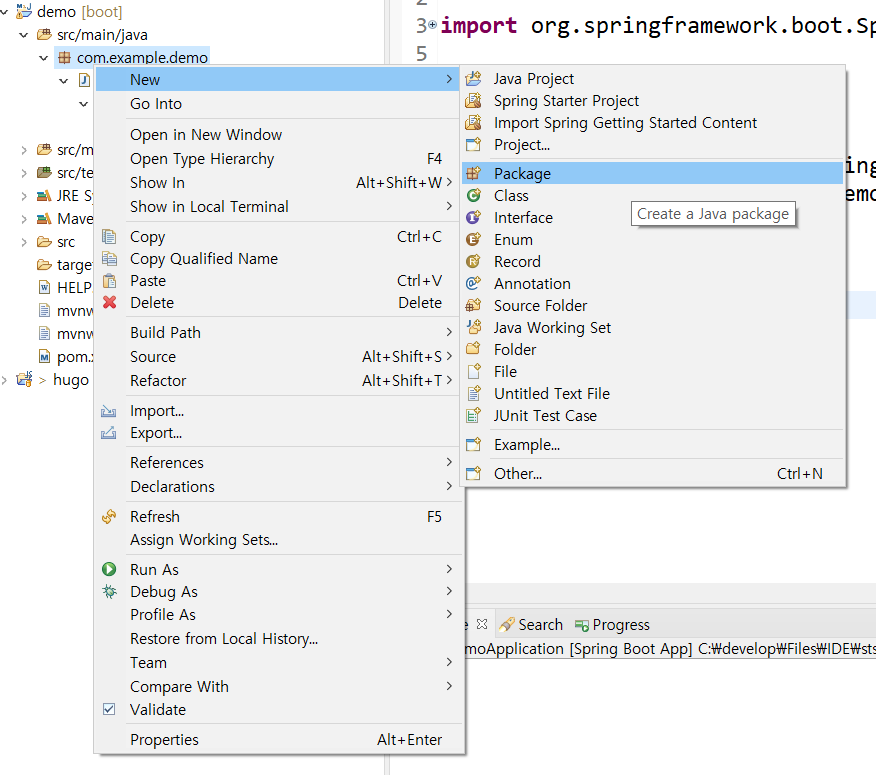 demo [boot]
src/main/java
com.example.demo
src/m
src/te
JRE Sy
Mave
src
targe
HELP.
mvnw
mvnw
pom.x
> hugo
2
3 import org.springframework.boot.Sp
5
ing
emo
New
Go Into
Open in New Window
Open Type Hierarchy F4
Show In Alt+Shift+W
Show in Local Terminal
Copy Ctrl+C
Copy Qualified Name
Paste Ctrl+V
Delete Delete
Build Path
Source Alt+Shift+S
Refactor Alt+Shift+T
Import...
Export...
References
Declarations
Refresh F5
Assign Working Sets...
Run As
Debug As
Profile As
Restore from Local History...
Team
Compare With
Validate
Properties Alt+Enter
Java Project
Spring Starter Project
Import Spring Getting Started Content
Project...
Package
Class
Interface
Enum
Record
Annotation
Source Folder
Java Working Set
Folder
File
Untitled Text File
JUnit Test Case
Example...
Other... Ctrl+N
Create a Java package
e Search Progress
moApplication [Spring Boot App] C:₩develop₩Files₩IDE₩sts